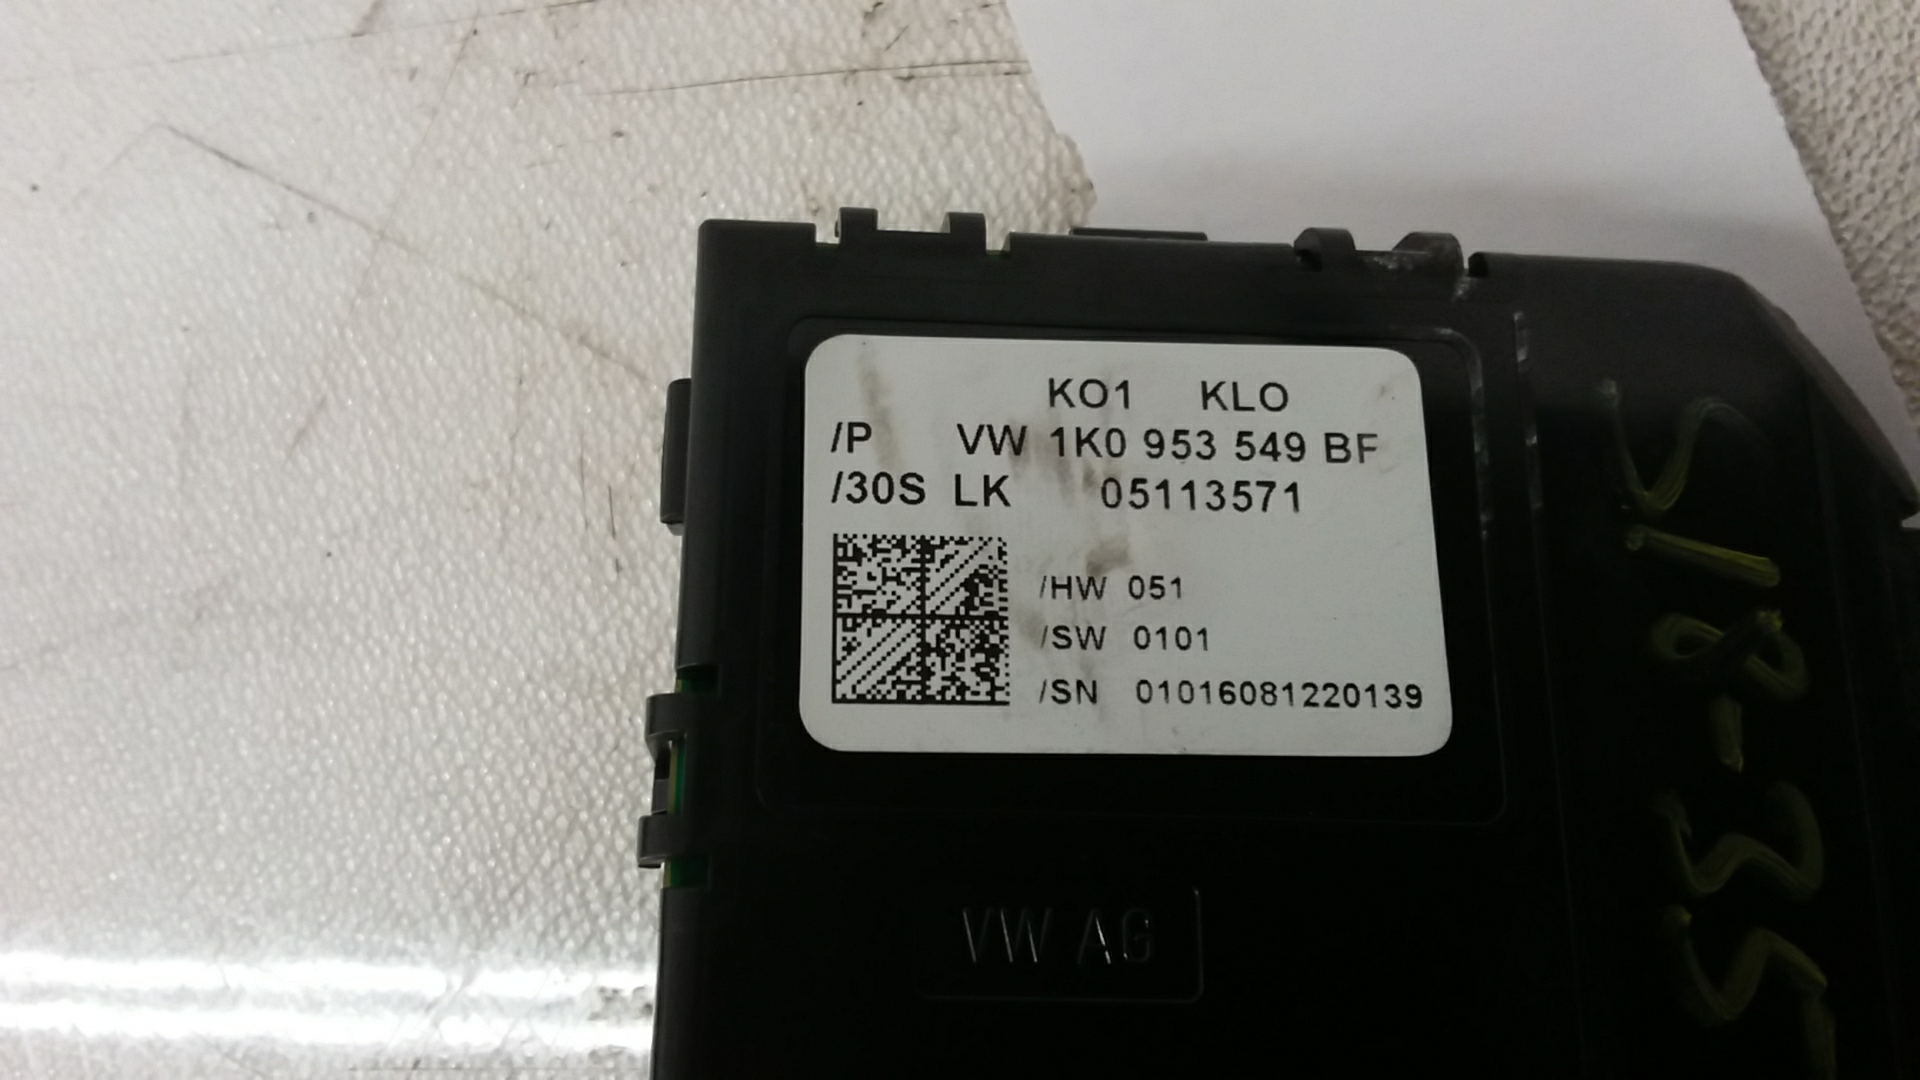 KO1 KLO
/P VW 1K0 953 549 BF
/30S LK 05113571
/HW 051
/SW 0101
/SN 01016081220139
VW AG